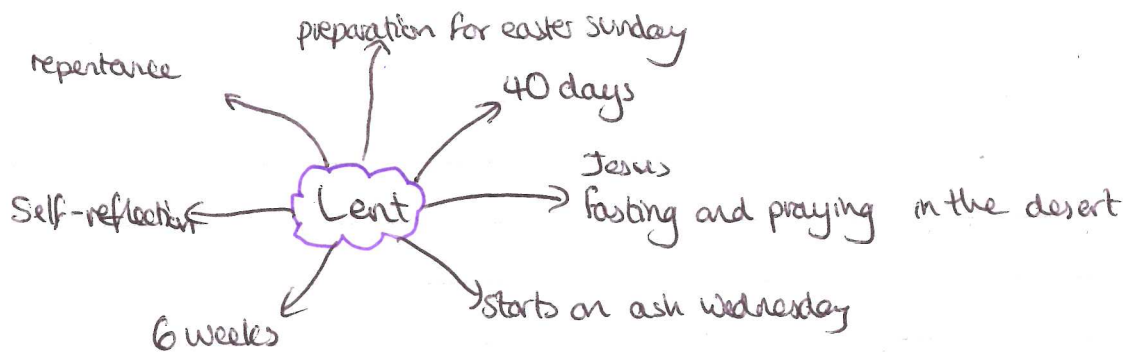 preparation for easter sunday
repentance
40 days
Jesus
fasting and praying in the desert
Lent
Self-reflection
starts on ash wednesday
6 weeks